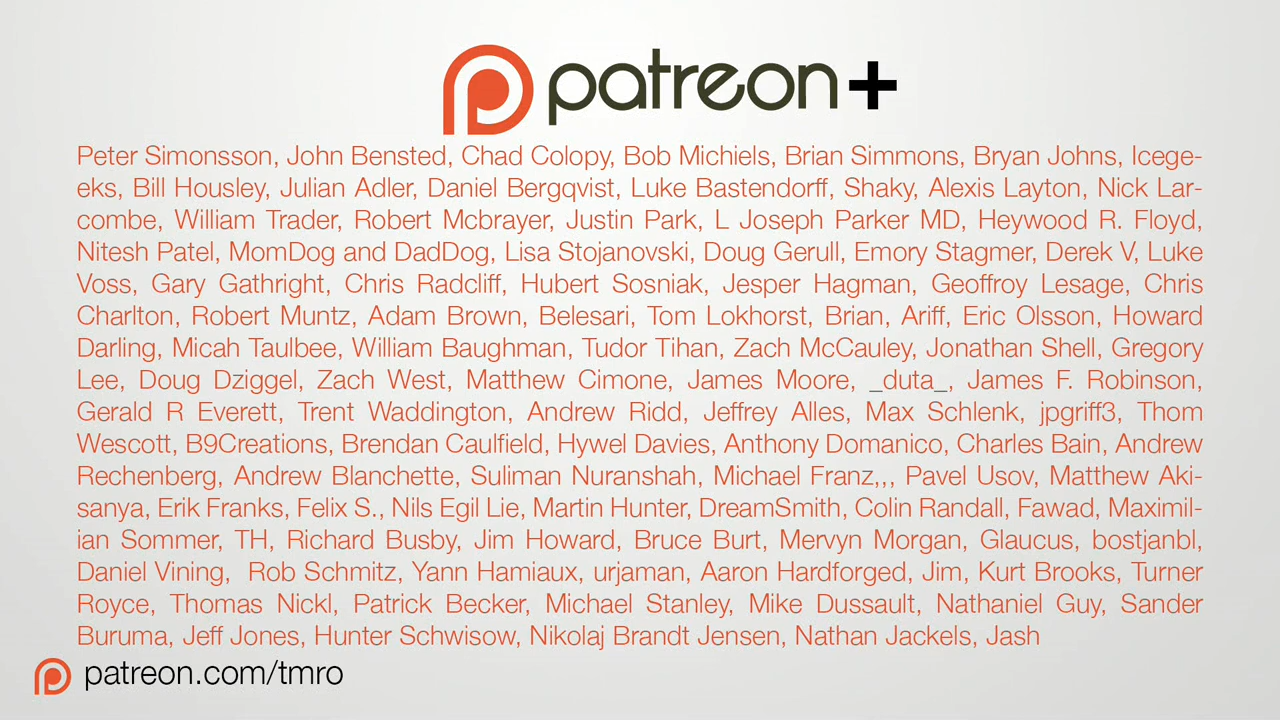 patreon+
Peter Simonsson, John Bensted, Chad Colopy, Bob Michiels, Brian Simmons, Bryan Johns, Icege-
eks, Bill Housley, Julian Adler, Daniel Bergqvist, Luke Bastendorff, Shaky, Alexis Layton, Nick Lar-
combe, William Trader, Robert Mcbrayer, Justin Park, L Joseph Parker MD, Heywood R. Floyd,
Nitesh Patel, MomDog and DadDog, Lisa Stojanovski, Doug Gerull, Emory Stagmer, Derek V, Luke
Voss, Gary Gathright, Chris Radcliff, Hubert Sosniak, Jesper Hagman, Geoffroy Lesage, Chris
Charlton, Robert Muntz, Adam Brown, Belesari, Tom Lokhorst, Brian, Ariff, Eric Olsson, Howard
Darling, Micah Taulbee, William Baughman, Tudor Tihan, Zach McCauley, Jonathan Shell, Gregory
Lee, Doug Dziggel, Zach West, Matthew Cimone, James Moore, _duta_, James F. Robinson,
Gerald R Everett, Trent Waddington, Andrew Ridd, Jeffrey Alles, Max Schlenk, jpgriff3, Thom
Wescott, B9Creations, Brendan Caulfield, Hywel Davies, Anthony Domanico, Charles Bain, Andrew
Rechenberg, Andrew Blanchette, Suliman Nuranshah, Michael Franz,,, Pavel Usov, Matthew Aki-
sanya, Erik Franks, Felix S., Nils Egil Lie, Martin Hunter, DreamSmith, Colin Randall, Fawad, Maximil-
ian Sommer, TH, Richard Busby, Jim Howard, Bruce Burt, Mervyn Morgan, Glaucus, bostjanbl,
Daniel Vining, Rob Schmitz, Yann Hamiaux, urjaman, Aaron Hardforged, Jim, Kurt Brooks, Turner
Royce, Thomas Nickl, Patrick Becker, Michael Stanley, Mike Dussault, Nathaniel Guy, Sander
Buruma, Jeff Jones, Hunter Schwisow, Nikolaj Brandt Jensen, Nathan Jackels, Jash
patreon.com/tmro